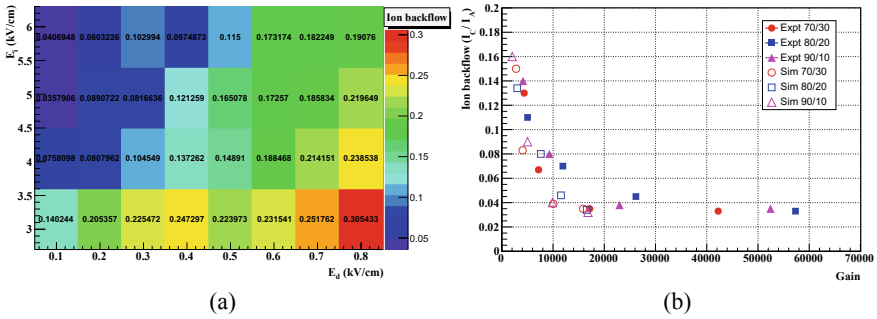 Ion backflow
E_i (kV/cm)
6
5.5
5
4.5
4
3.5
3
0.0406948 0.0603226 0.102994 0.0674873 0.115 0.173174 0.182249 0.19076
0.0357906 0.0890722 0.0816636 0.121259 0.165078 0.17257 0.185834 0.219649
0.0758098 0.0807962 0.104549 0.137262 0.14891 0.188468 0.214151 0.238538
0.140244 0.205357 0.225472 0.247297 0.223973 0.231541 0.251762 0.305433
0.1 0.2 0.3 0.4 0.5 0.6 0.7 0.8
E_d (kV/cm)
0.3
0.25
0.2
0.15
0.1
0.05
(a)
Ion backflow (I_C / I_A)
0.2
0.18
0.16
0.14
0.12
0.1
0.08
0.06
0.04
0.02
0
0 10000 20000 30000 40000 50000 60000 70000
Gain
Expt 70/30
Expt 80/20
Expt 90/10
Sim 70/30
Sim 80/20
Sim 90/10
(b)